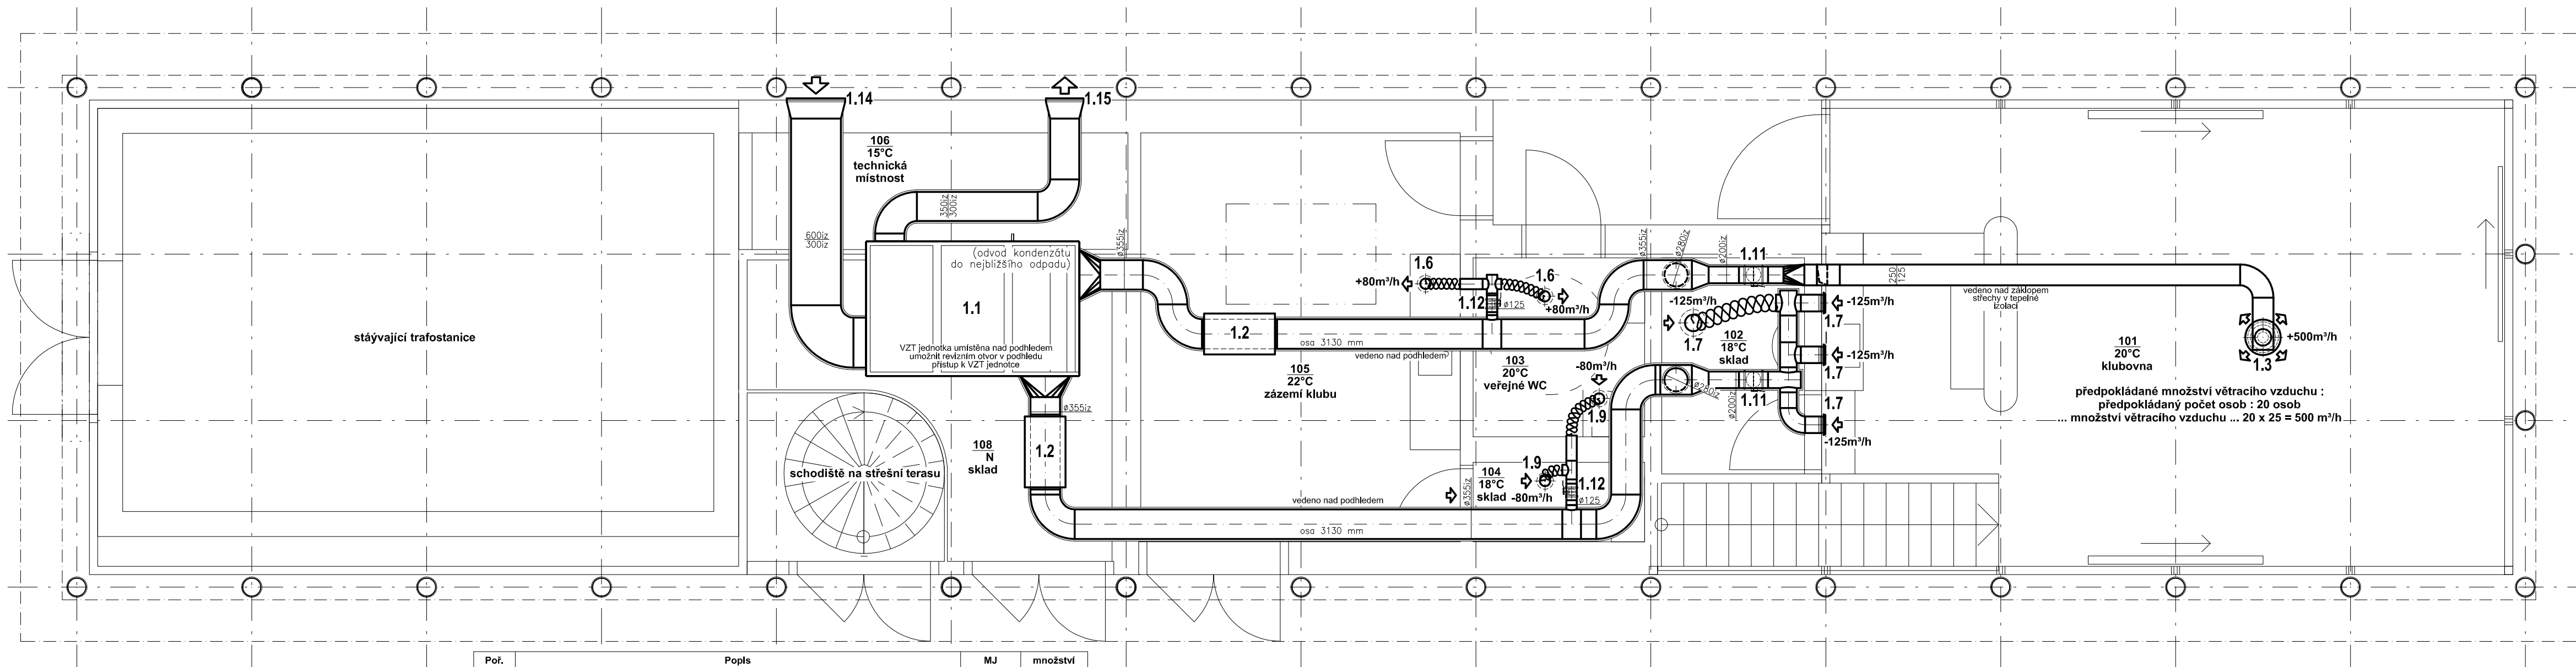 1.14
1.15
106
15°C
technická
místnost
350iz
300iz
600iz
300iz
(odvod kondenzátu
do nejbližšího odpadu)
1.1
VZT jednotka umístěna nad podhledem
umožnit revizním otvor v podhledu
přístup k VZT jednotce
ø355iz
ø355iz
1.2
1.2
stáývající trafostanice
schodiště na střešní terasu
108
N
sklad
osa 3130 mm
vedeno nad podhledem
105
22°C
zázemí klubu
vedeno nad podhledem
osa 3130 mm
1.6
+80m³/h
1.6
+80m³/h
1.12
ø125
103
20°C
veřejné WC
-80m³/h
1.9
1.9
-80m³/h
104
18°C
sklad
ø355iz
1.12
ø125
ø355iz
ø280iz
ø200iz
1.11
-125m³/h
1.7
102
18°C
sklad
-125m³/h
1.7
-125m³/h
1.7
1.7
-125m³/h
ø280iz
ø200iz
1.11
250
125
vedeno nad záklopem
střechy v tepelné
izolaci
+500m³/h
1.3
101
20°C
klubovna
předpokládané množství větracího vzduchu :
předpokládaný počet osob : 20 osob
... množství větracího vzduchu ... 20 x 25 = 500 m³/h
Poř.	Popis	MJ	množství